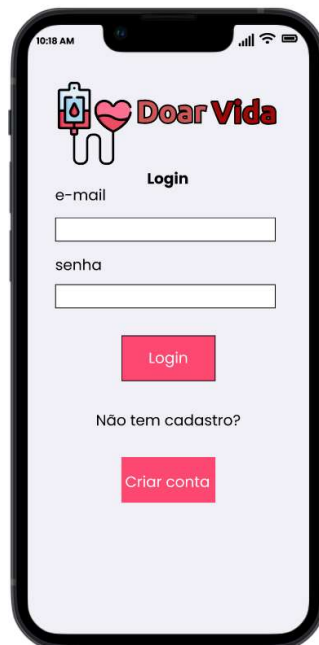 10:18 AM
Doar Vida
Login
e-mail
senha
Login
Não tem cadastro?
Criar conta